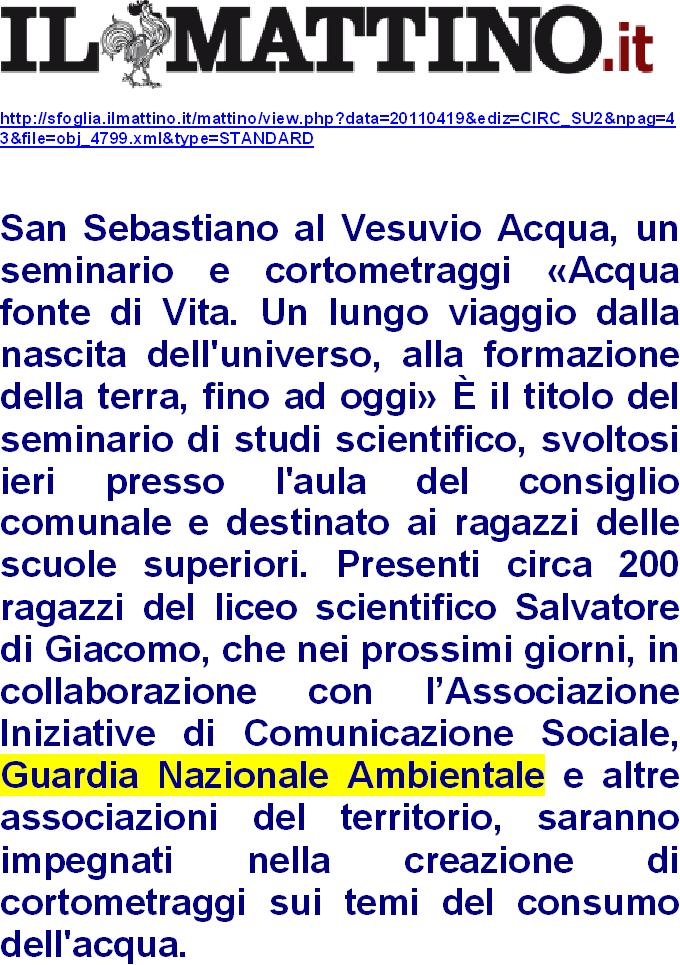 IL MATTINO.it
http://sfoglia.ilmattino.it/mattino/view.php?data=20110419&ediz=CIRC_SU2&npag=4
3&file=obj_4799.xml&type=STANDARD
San Sebastiano al Vesuvio Acqua, un
seminario e cortometraggi «Acqua
fonte di Vita. Un lungo viaggio dalla
nascita dell'universo, alla formazione
della terra, fino ad oggi» È il titolo del
seminario di studi scientifico, svoltosi
ieri presso l'aula del consiglio
comunale e destinato ai ragazzi delle
scuole superiori. Presenti circa 200
ragazzi del liceo scientifico Salvatore
di Giacomo, che nei prossimi giorni, in
collaborazione con l’Associazione
Iniziative di Comunicazione Sociale,
Guardia Nazionale Ambientale e altre
associazioni del territorio, saranno
impegnati nella creazione di
cortometraggi sui temi del consumo
dell'acqua.